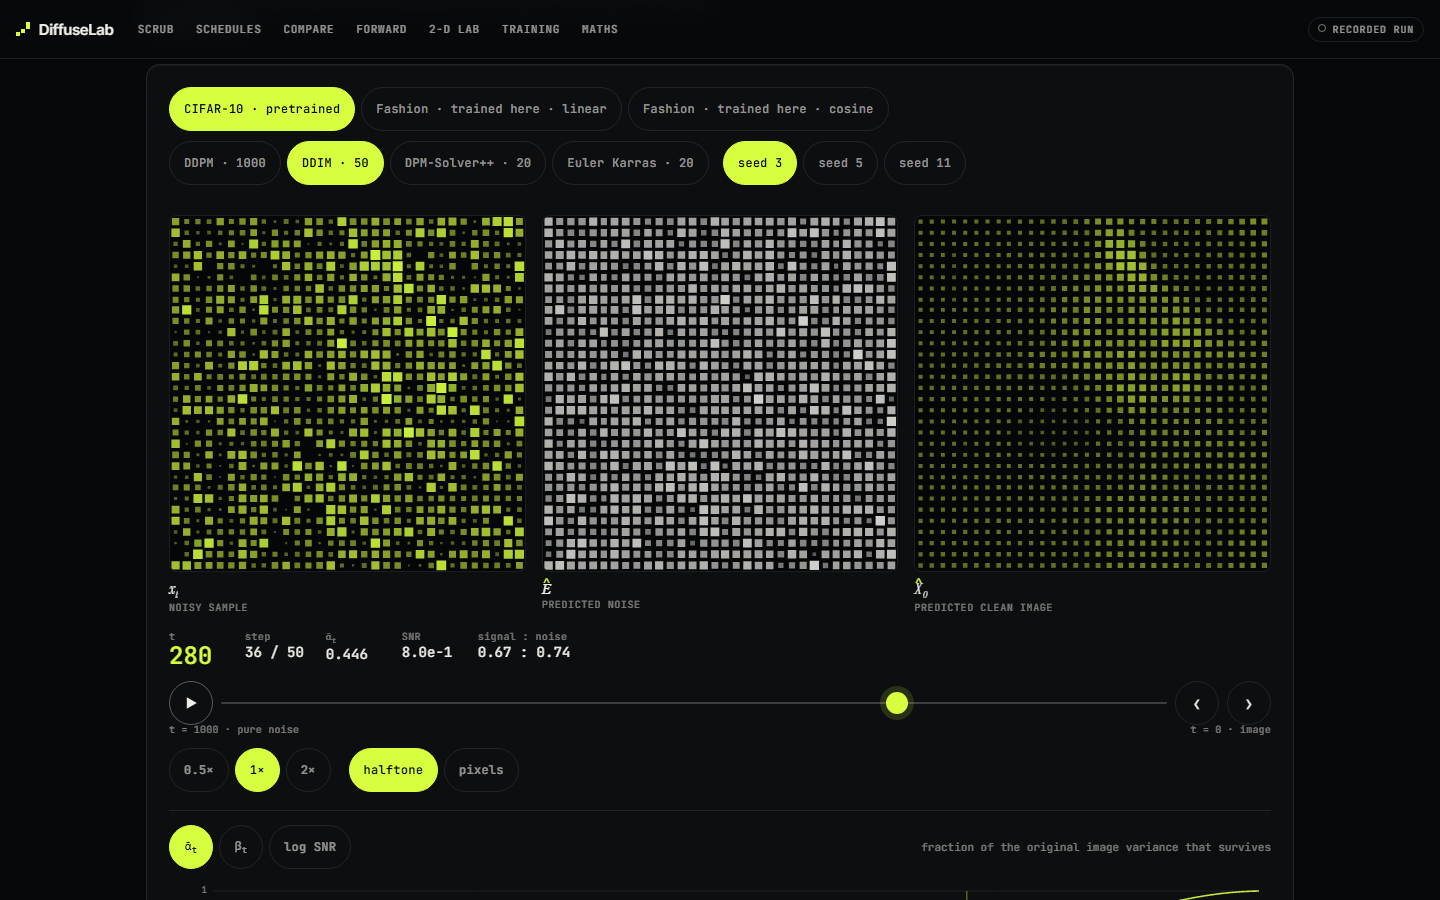 DiffuseLab SCRUB SCHEDULES COMPARE FORWARD 2-D LAB TRAINING MATHS RECORDED RUN
CIFAR-10 · pretrained Fashion · trained here · linear Fashion · trained here · cosine
DDPM · 1000 DDIM · 50 DPM-Solver++ · 20 Euler Karras · 20 seed 3 seed 5 seed 11
xₜ Ê X̂₀
NOISY SAMPLE PREDICTED NOISE PREDICTED CLEAN IMAGE
t step ᾱₜ SNR signal : noise
280 36 / 50 0.446 8.0e-1 0.67 : 0.74
❮ ❯
t = 1000 · pure noise t = 0 · image
0.5× 1× 2× halftone pixels
ᾱₜ βₜ log SNR fraction of the original image variance that survives
1